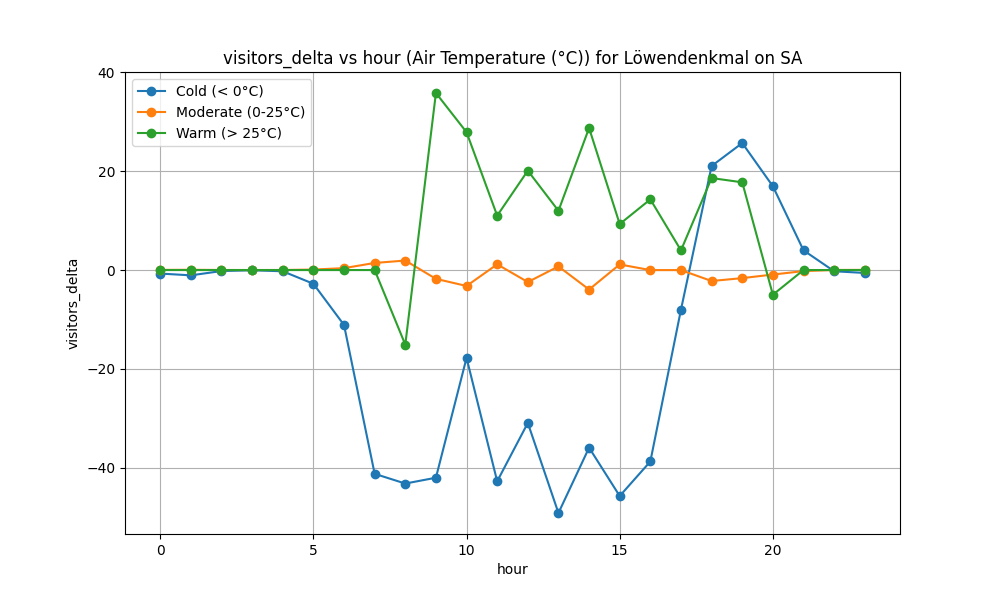 visitors_delta vs hour (Air Temperature (°C)) for Löwendenkmal on SA
Cold (< 0°C)
Moderate (0-25°C)
Warm (> 25°C)
visitors_delta
40
20
0
−20
−40
0 5 10 15 20
hour